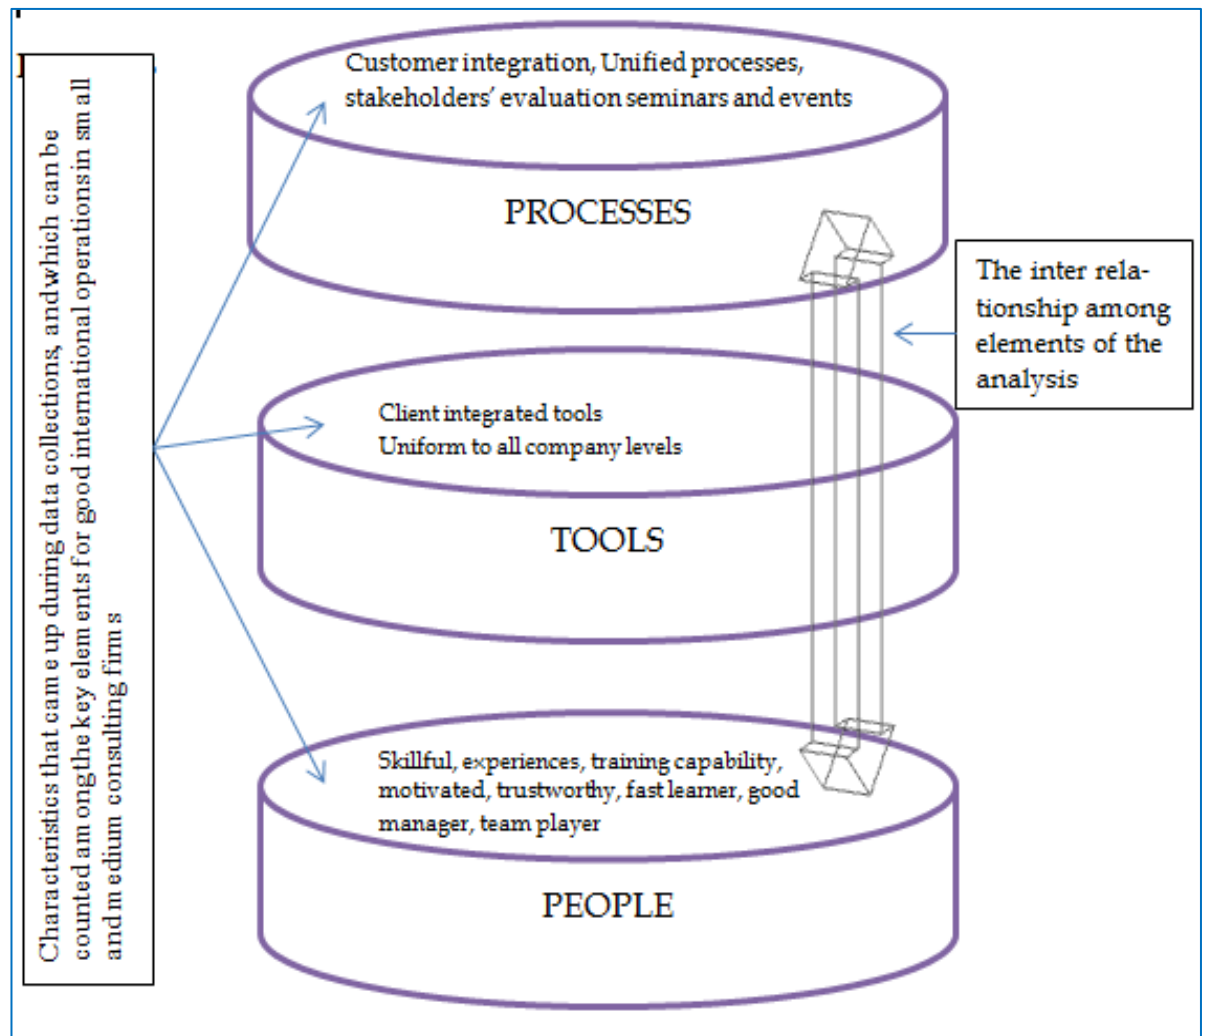 Characteristics that came up during data collections, and which can be
counted among the key elements for good international operations in small
and medium consulting firms
Customer integration, Unified processes,
stakeholders' evaluation seminars and events
PROCESSES
The inter rela-
tionship among
elements of the
analysis
Client integrated tools
Uniform to all company levels
TOOLS
Skillful, experiences, training capability,
motivated, trustworthy, fast learner, good
manager, team player
PEOPLE